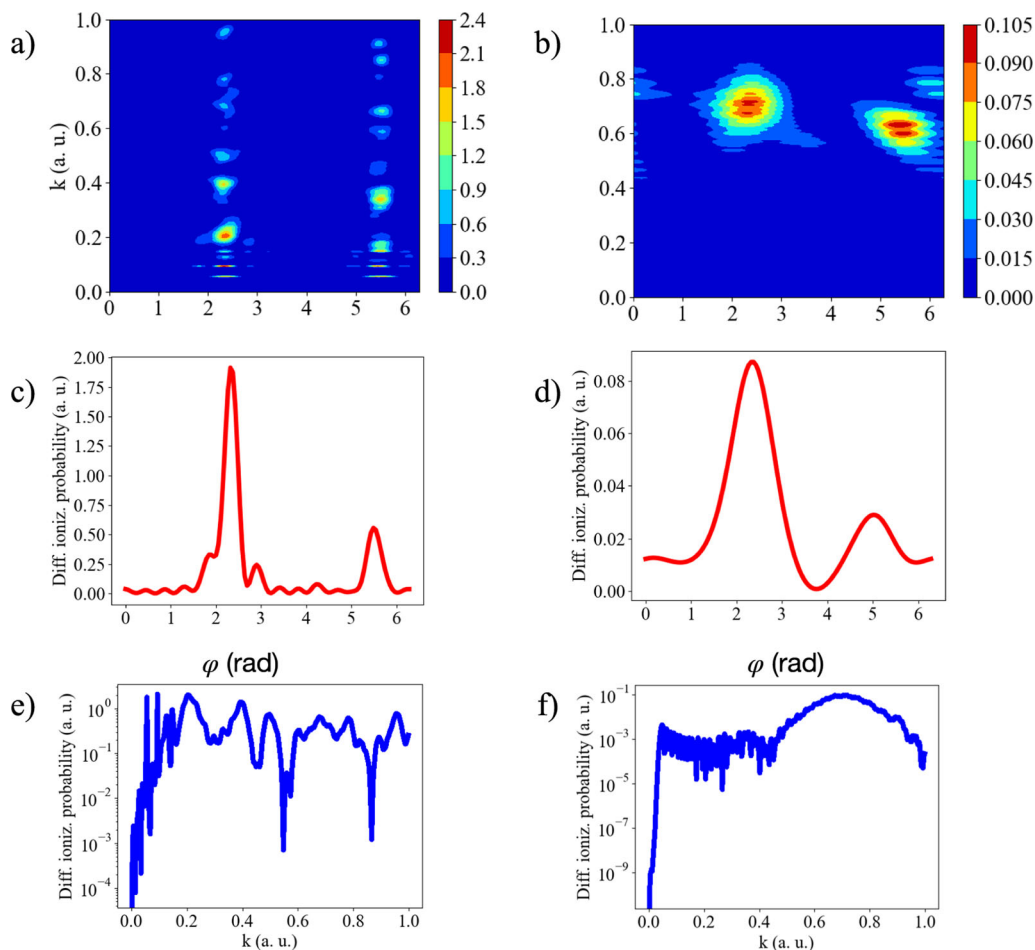 a)
k (a. u.)
1.0
0.8
0.6
0.4
0.2
0.0
0 1 2 3 4 5 6
2.4
2.1
1.8
1.5
1.2
0.9
0.6
0.3
0.0
b)
1.0
0.8
0.6
0.4
0.2
0.0
0 1 2 3 4 5 6
0.105
0.090
0.075
0.060
0.045
0.030
0.015
0.000
c)
Diff. ioniz. probability (a. u.)
2.00
1.75
1.50
1.25
1.00
0.75
0.50
0.25
0.00
0 1 2 3 4 5 6
φ (rad)
d)
Diff. ioniz. probability (a. u.)
0.08
0.06
0.04
0.02
0.00
0 1 2 3 4 5 6
φ (rad)
e)
Diff. ioniz. probability (a. u.)
10⁰
10⁻¹
10⁻²
10⁻³
10⁻⁴
0.0 0.2 0.4 0.6 0.8 1.0
k (a. u.)
f)
Diff. ioniz. probability (a. u.)
10⁻¹
10⁻³
10⁻⁵
10⁻⁷
10⁻⁹
0.0 0.2 0.4 0.6 0.8 1.0
k (a. u.)